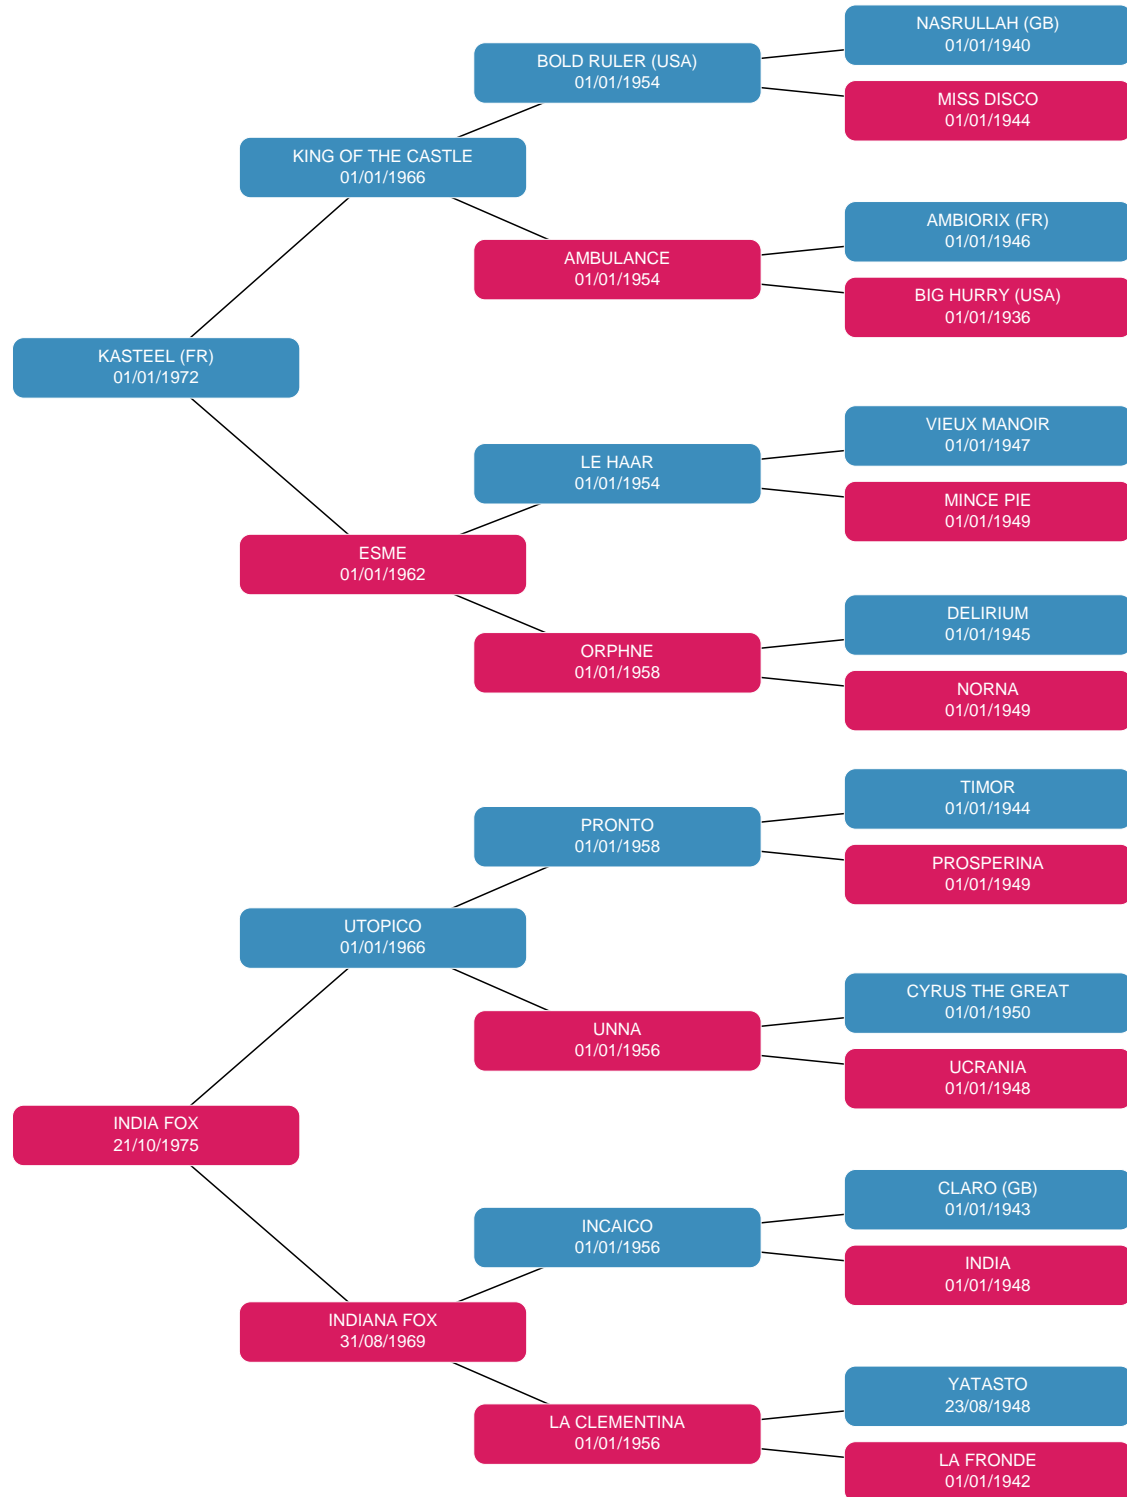 NASRULLAH (GB)
01/01/1940
BOLD RULER (USA)
01/01/1954
MISS DISCO
01/01/1944
KING OF THE CASTLE
01/01/1966
AMBIORIX (FR)
01/01/1946
AMBULANCE
01/01/1954
BIG HURRY (USA)
01/01/1936
KASTEEL (FR)
01/01/1972
VIEUX MANOIR
01/01/1947
LE HAAR
01/01/1954
MINCE PIE
01/01/1949
ESME
01/01/1962
DELIRIUM
01/01/1945
ORPHNE
01/01/1958
NORNA
01/01/1949
TIMOR
01/01/1944
PRONTO
01/01/1958
PROSPERINA
01/01/1949
UTOPICO
01/01/1966
CYRUS THE GREAT
01/01/1950
UNNA
01/01/1956
UCRANIA
01/01/1948
INDIA FOX
21/10/1975
CLARO (GB)
01/01/1943
INCAICO
01/01/1956
INDIA
01/01/1948
INDIANA FOX
31/08/1969
YATASTO
23/08/1948
LA CLEMENTINA
01/01/1956
LA FRONDE
01/01/1942